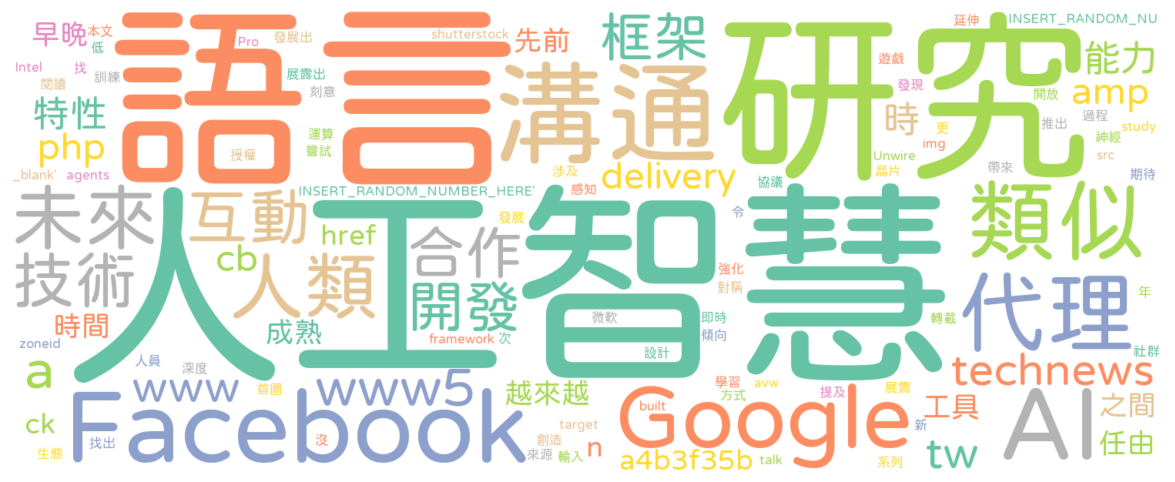 早晚
本文
低
Pro
發展出
shutterstock
先前
框架
延伸
INSERT_RANDOM_NU
Intel
找
訓練
閱讀
展露出
刻意
語言
溝通
研究
遊戲
發現
能力
開放
amp
特性
php
運算
嘗試
授權
時
更
img
推出
過程
神經
study
src
_blank'
agents
涉及
感知
delivery
Unwire
晶片
協議
帶來
期待
未來
互動
INSERT_RANDOM_NUMBER_HERE'
人工智慧
發展
令
類似
技術
cb
人類
href
合作
開發
強化
對稱
代理
年
時間
成熟
framework
次
微軟
即時
傾向
設計
轉載
社群
zoneid
人員
深度
首圖
www
www5
越來越
學習
方式
avw
提及
展露
technews
a
ck
生態
找出
Facebook
沒
創造
來源
target
輸入
n
built
Google
a4b3f35b
talk
系列
新
工具
tw
AI
之間
任由